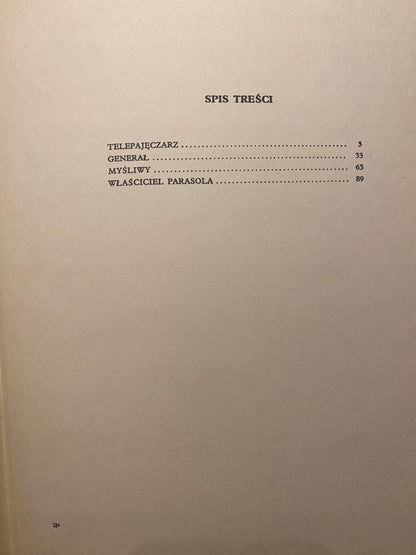 SPIS TREŚCI
TELEPAJĘCZARZ . . . . . . . . . . . . . . . . . . . . . . . . . . . . . . . . . . . . . . . 3
GENERAŁ . . . . . . . . . . . . . . . . . . . . . . . . . . . . . . . . . . . . . . . . . . . . . 33
MYŚLIWY . . . . . . . . . . . . . . . . . . . . . . . . . . . . . . . . . . . . . . . . . . . . . 63
WŁAŚCICIEL PARASOLA . . . . . . . . . . . . . . . . . . . . . . . . . . . . . . . 89